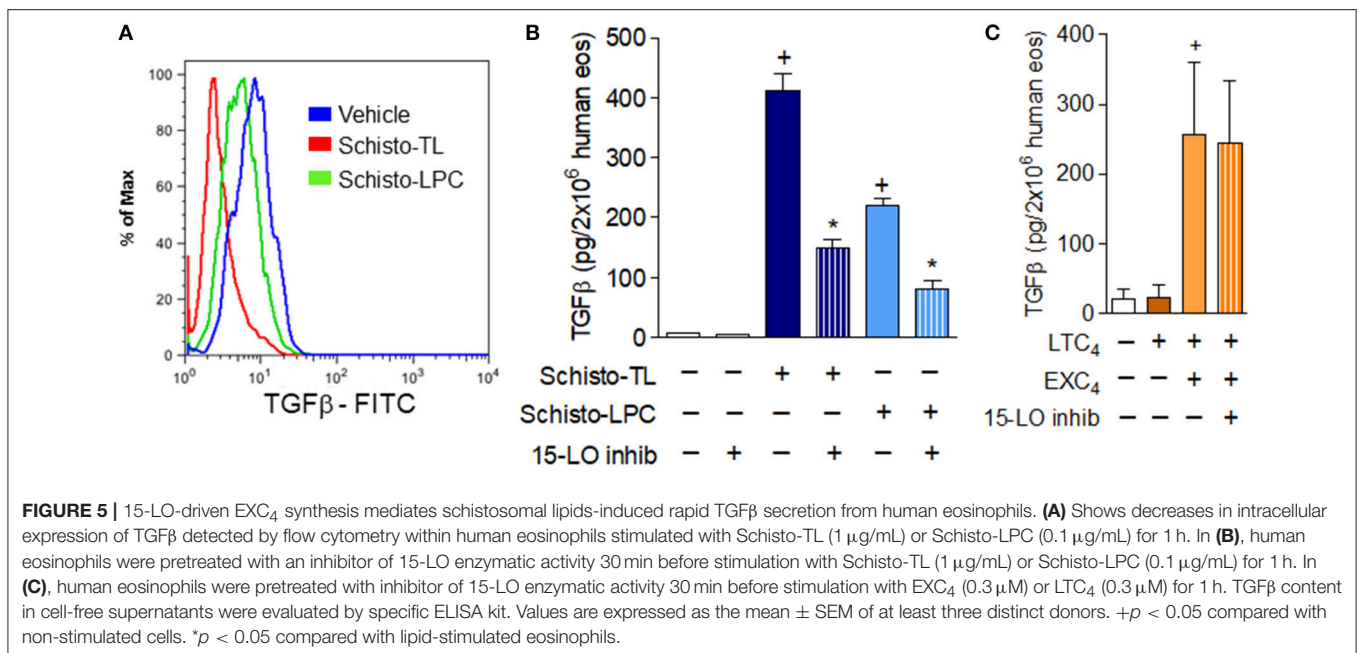 A
100
80
60
40
20
0
% of Max
Vehicle
Schisto-TL
Schisto-LPC
10⁰ 10¹ 10² 10³ 10⁴
TGFβ - FITC
B
500
400
300
200
100
0
TGFβ (pg/2x10⁶ human eos)
+ * + *
Schisto-TL − − + + − −
Schisto-LPC − − − − + +
15-LO inhib − + − + − +
C
400
300
200
100
0
TGFβ (pg/2x10⁶ human eos)
+
LTC₄ − + + +
EXC₄ − − + +
15-LO inhib − − − +
FIGURE 5 | 15-LO-driven EXC₄ synthesis mediates schistosomal lipids-induced rapid TGFβ secretion from human eosinophils. (A) Shows decreases in intracellular
expression of TGFβ detected by flow cytometry within human eosinophils stimulated with Schisto-TL (1 μg/mL) or Schisto-LPC (0.1 μg/mL) for 1 h. In (B), human
eosinophils were pretreated with an inhibitor of 15-LO enzymatic activity 30 min before stimulation with Schisto-TL (1 μg/mL) or Schisto-LPC (0.1 μg/mL) for 1 h. In
(C), human eosinophils were pretreated with inhibitor of 15-LO enzymatic activity 30 min before stimulation with EXC₄ (0.3 μM) or LTC₄ (0.3 μM) for 1 h. TGFβ content
in cell-free supernatants were evaluated by specific ELISA kit. Values are expressed as the mean ± SEM of at least three distinct donors. +p < 0.05 compared with
non-stimulated cells. *p < 0.05 compared with lipid-stimulated eosinophils.